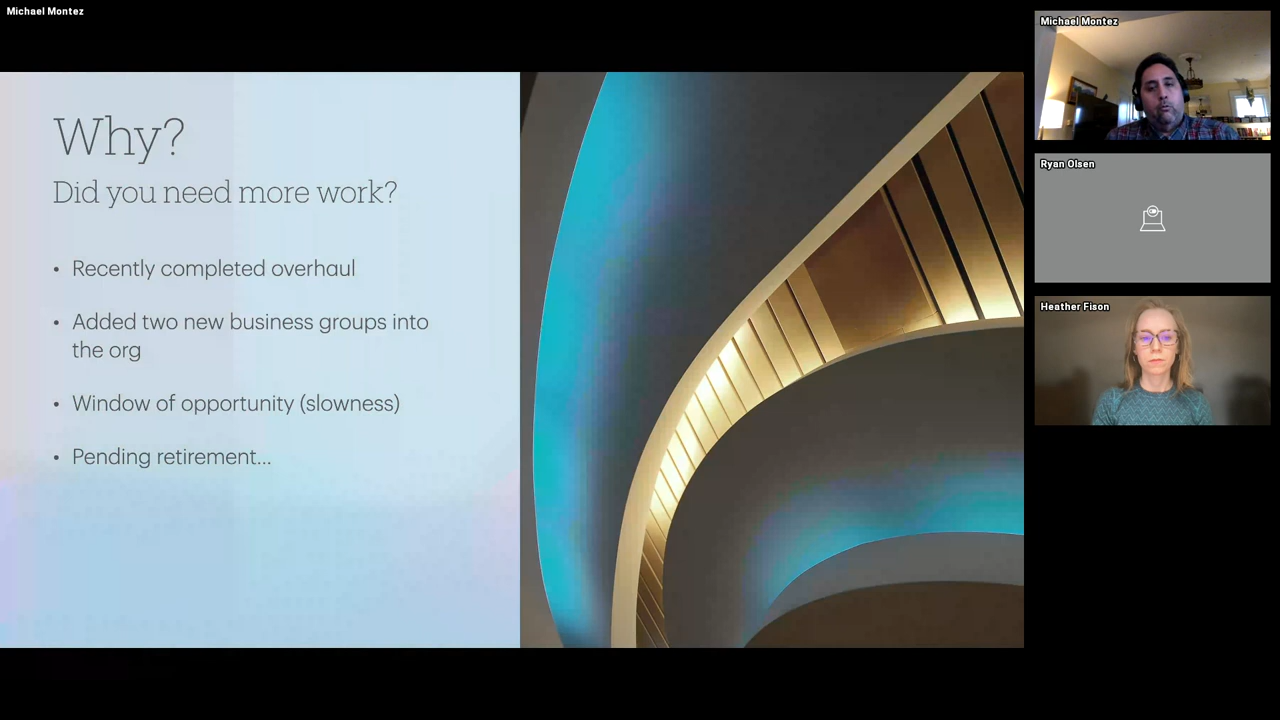 Michael Montez
Why?
Did you need more work?
• Recently completed overhaul
• Added two new business groups into
the org
• Window of opportunity (slowness)
• Pending retirement...
Michael Montez
Ryan Olsen
Heather Fison